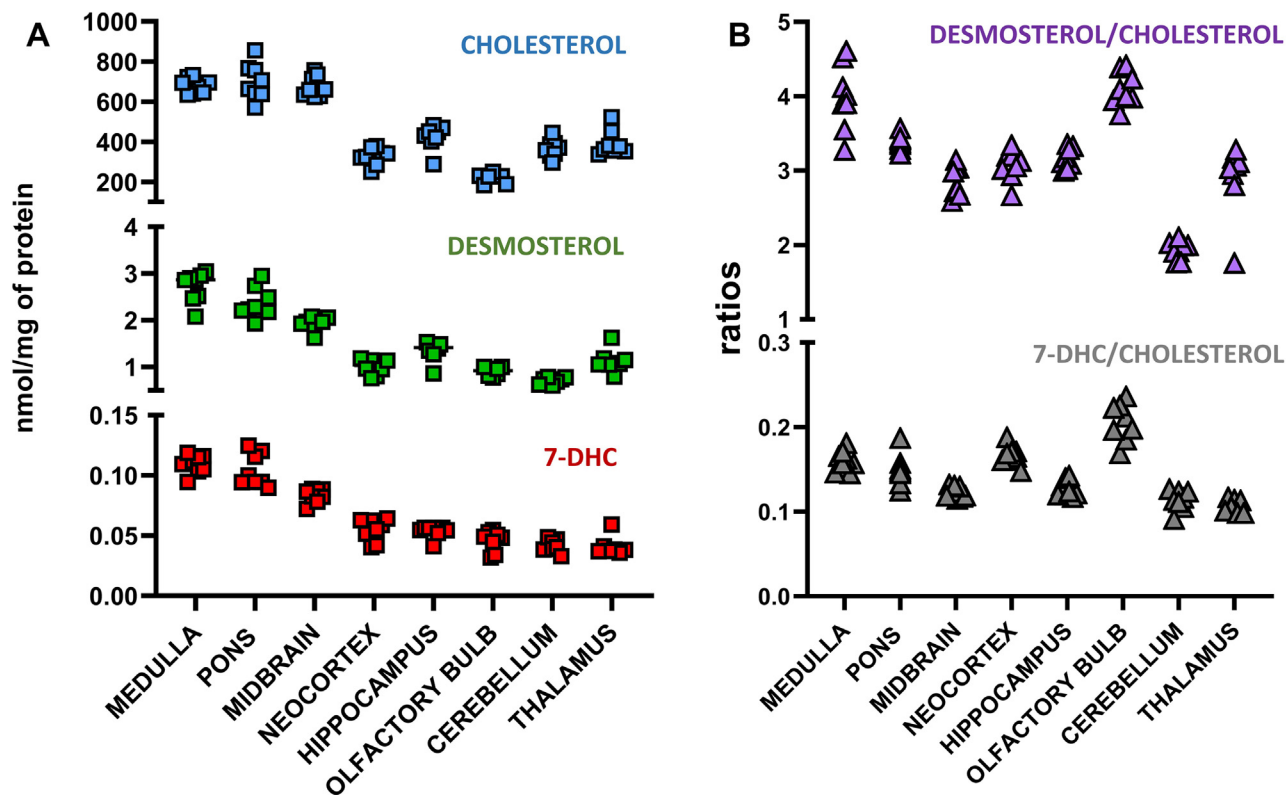 A
CHOLESTEROL
1000
800
600
400
200
DESMOSTEROL
4
3
2
1
7-DHC
0.15
0.10
0.05
0.00
nmol/mg of protein
MEDULLA
PONS
MIDBRAIN
NEOCORTEX
HIPPOCAMPUS
OLFACTORY BULB
CEREBELLUM
THALAMUS
B
DESMOSTEROL/CHOLESTEROL
5
4
3
2
1
7-DHC/CHOLESTEROL
0.3
0.2
0.1
0.0
ratios
MEDULLA
PONS
MIDBRAIN
NEOCORTEX
HIPPOCAMPUS
OLFACTORY BULB
CEREBELLUM
THALAMUS